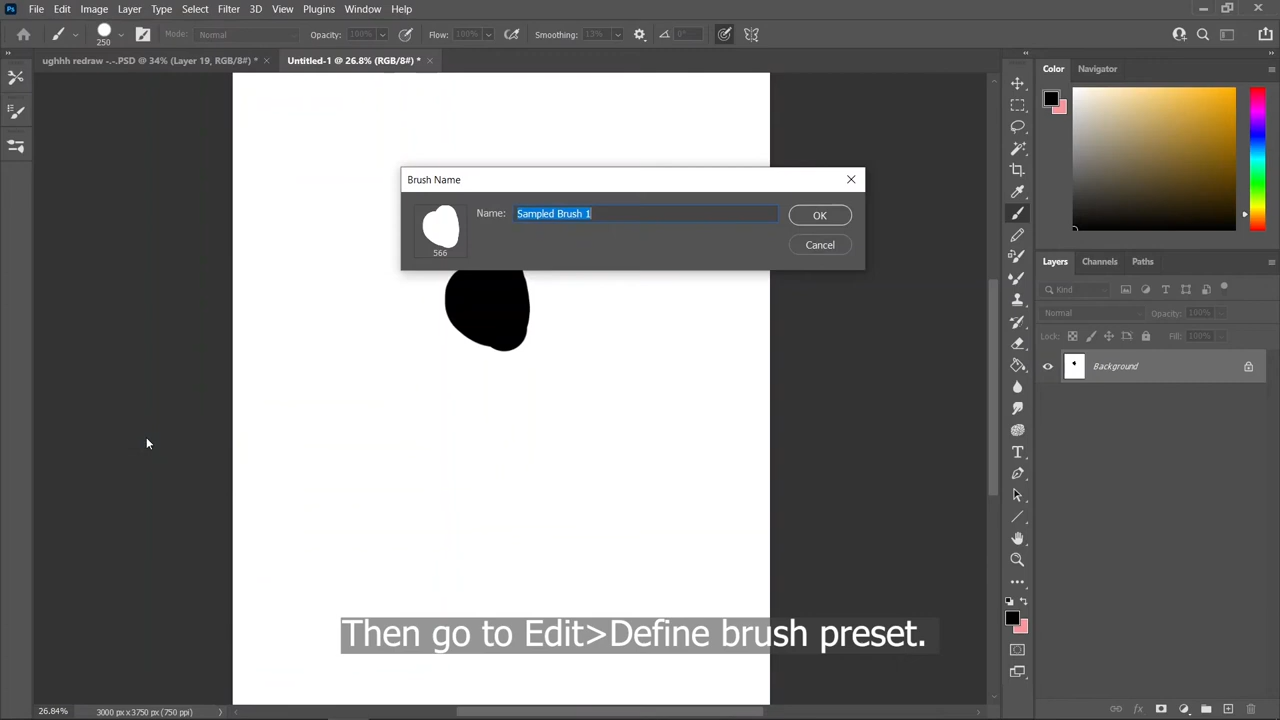 Ps File Edit Image Layer Type Select Filter 3D View Plugins Window Help
250 Mode: Normal Opacity: 100% Flow: 100% Smoothing: 13% 0°
ughhh redraw -.-.PSD @ 34% (Layer 19, RGB/8#) * Untitled-1 @ 26.8% (RGB/8#) *
Color Navigator
Brush Name
Name: Sampled Brush 1 OK
566 Cancel
Layers Channels Paths
Kind
Normal Opacity: 100%
Lock: Fill: 100%
Background
Then go to Edit>Define brush preset.
26.84% 3000 px x 3750 px (750 ppi)